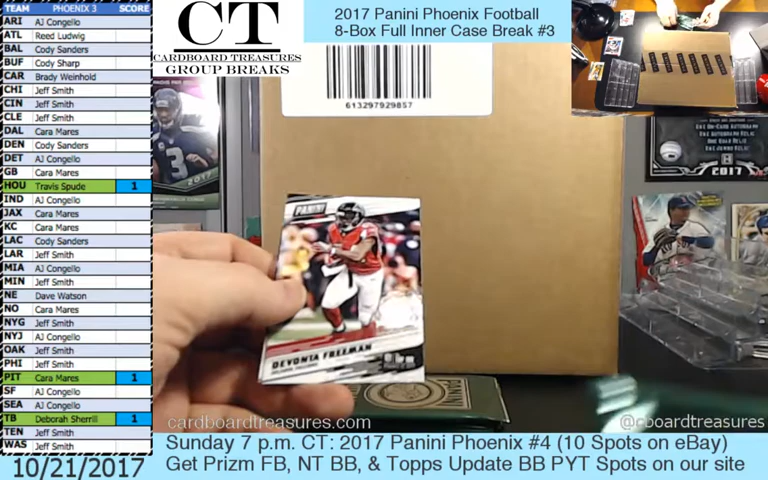 TEAM PHOENIX 3 SCORE
ARI AJ Congello
ATL Reed Ludwig
BAL Cody Sanders
BUF Cody Sharp
CAR Brady Weinhold
CHI Jeff Smith
CIN Jeff Smith
CLE Jeff Smith
DAL Cara Mares
DEN Cody Sanders
DET AJ Congello
GB Cara Mares
HOU Travis Spude 1
IND AJ Congello
JAX Cara Mares
KC Cara Mares
LAC Cody Sanders
LAR Jeff Smith
MIA AJ Congello
MIN Jeff Smith
NE Dave Watson
NO Cara Mares
NYG Jeff Smith
NYJ AJ Congello
OAK Jeff Smith
PHI Jeff Smith
PIT Cara Mares 1
SF AJ Congello
SEA AJ Congello
TB Deborah Sherrill 1
TEN Jeff Smith
WAS Jeff Smith
10/21/2017
CT
CARDBOARD TREASURES
GROUP BREAKS
2017 Panini Phoenix Football
8-Box Full Inner Case Break #3
613297929857
PANINI
DEVONTA FREEMAN
2017
cardboardtreasures.com
@cboardtreasures
Sunday 7 p.m. CT: 2017 Panini Phoenix #4 (10 Spots on eBay)
Get Prizm FB, NT BB, & Topps Update BB PYT Spots on our site